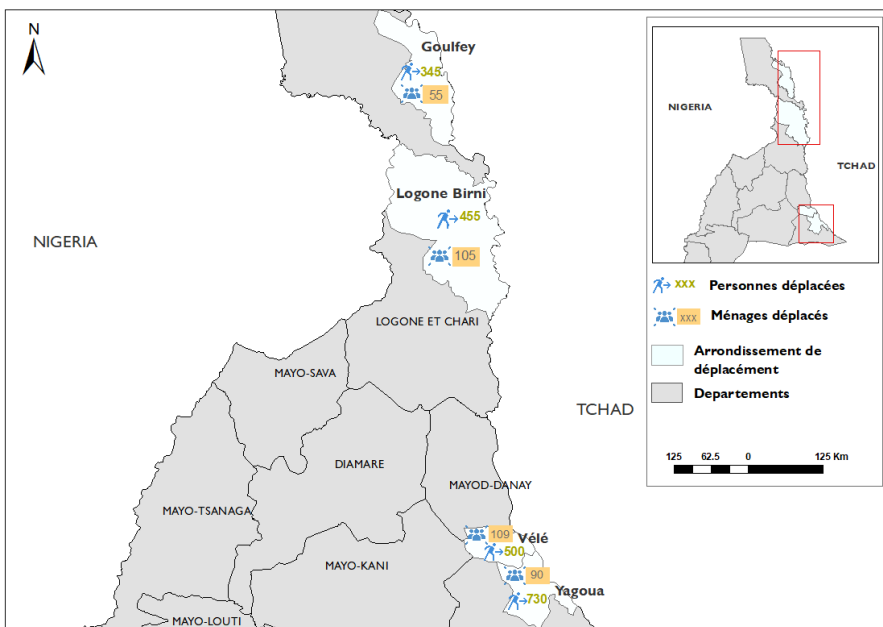 N
Goulfey
345
55
Logone Birni
455
105
NIGERIA
LOGONE ET CHARI
MAYO-SAVA
TCHAD
DIAMARE
MAYOD-DANAY
MAYO-TSANAGA
109
Vélé
500
MAYO-KANI
90
Yagoua
730
MAYO-LOUTI
NIGERIA
TCHAD
xxx Personnes déplacées
xxx Ménages déplacés
Arrondissement de
déplacément
Departements
125 62.5 0 125 Km